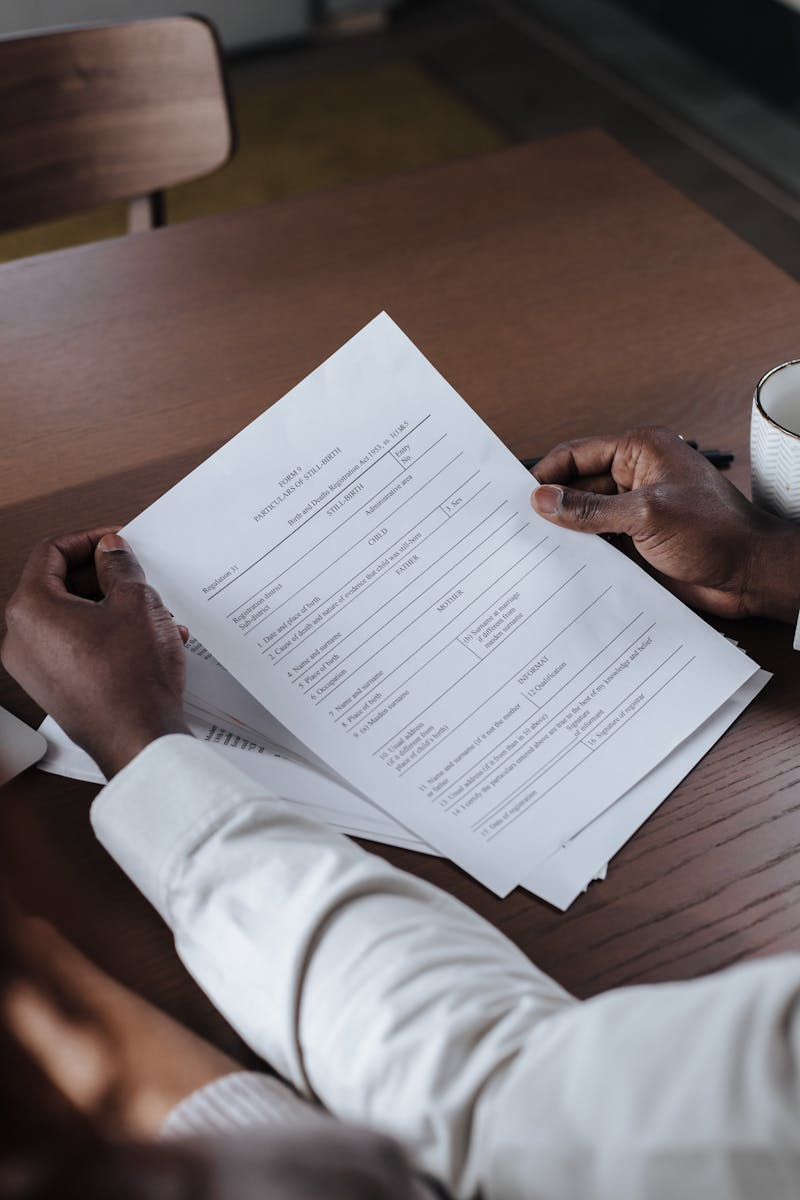 FORM 9
PARTICULARS OF STILL-BIRTH
Regulation 31
Birth and Deaths Registration Act 1953, ss. 1(1)&5
STILL-BIRTH
Entry
No.
Registration district
Administrative area
Sub-district
CHILD
1. Date and place of birth
3. Sex
2. Cause of death and nature of evidence that child was still-born
FATHER
4. Name and surname
5. Place of birth
6. Occupation
MOTHER
7. Name and surname
8. Place of birth
9. (a) Maiden surname
(b) Surname at marriage
if different from
maiden surname
10. Usual address
(if different from
place of child's birth)
INFORMAT
11. Name and surname (if it not the mother
or father)
12. Qualification
13. Usual address (if from than in 10 above)
14. I certify the particulars entered above are true to the best of my knowledge and belief
Signature
of informant
15. Date of registration
16. Signature of registrar